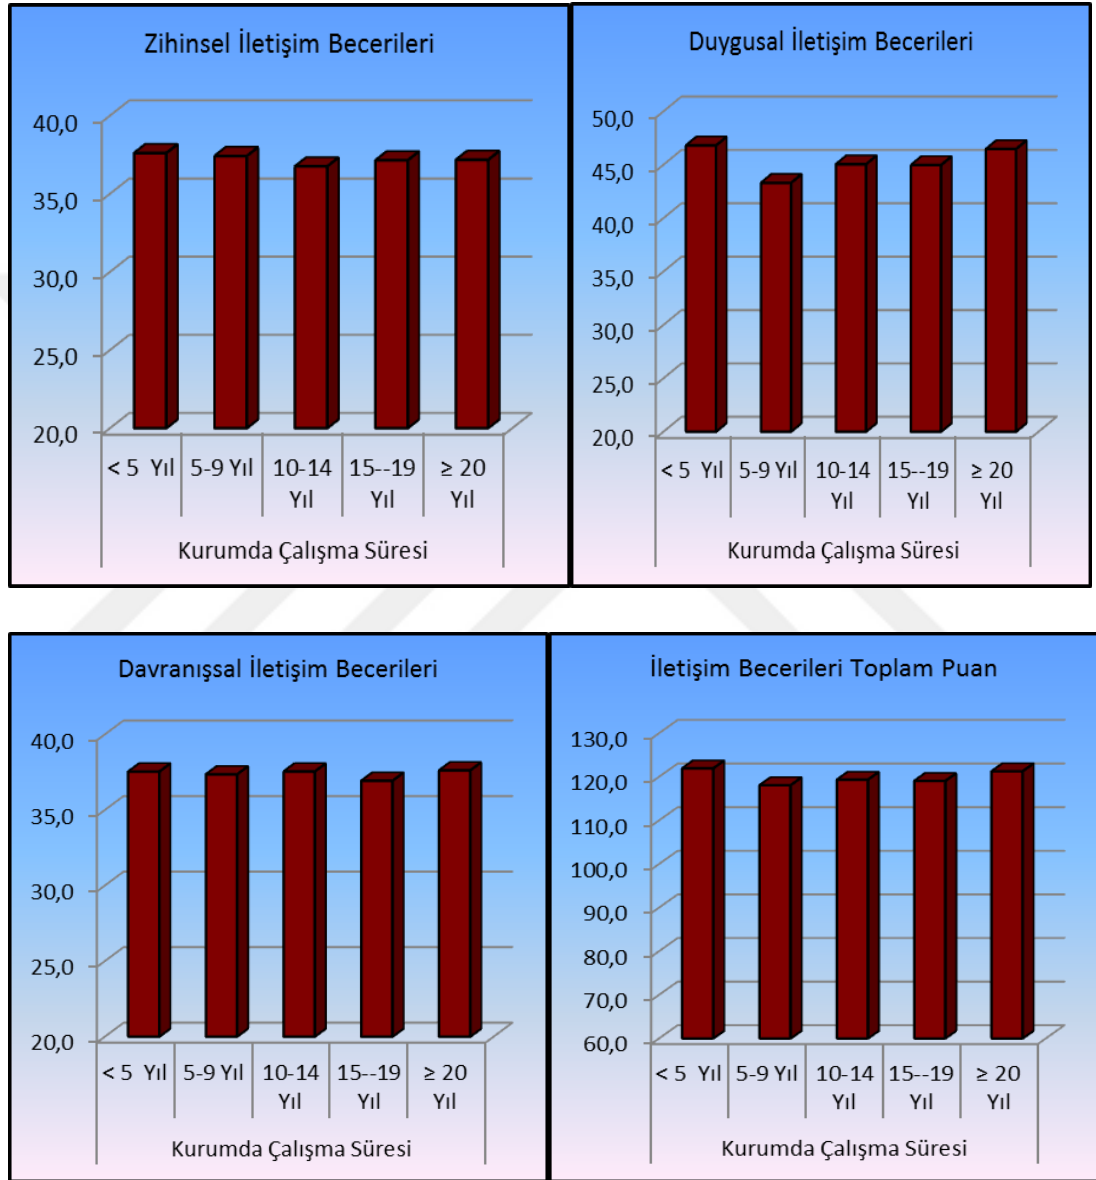 Zihinsel İletişim Becerileri
40,0
35,0
30,0
25,0
20,0
< 5 Yıl 5-9 Yıl 10-14 Yıl 15--19 Yıl ≥ 20 Yıl
Kurumda Çalışma Süresi
Duygusal İletişim Becerileri
50,0
45,0
40,0
35,0
30,0
25,0
20,0
< 5 Yıl 5-9 Yıl 10-14 Yıl 15--19 Yıl ≥ 20 Yıl
Kurumda Çalışma Süresi
Davranışsal İletişim Becerileri
40,0
35,0
30,0
25,0
20,0
< 5 Yıl 5-9 Yıl 10-14 Yıl 15--19 Yıl ≥ 20 Yıl
Kurumda Çalışma Süresi
İletişim Becerileri Toplam Puan
130,0
120,0
110,0
100,0
90,0
80,0
70,0
60,0
< 5 Yıl 5-9 Yıl 10-14 Yıl 15--19 Yıl ≥ 20 Yıl
Kurumda Çalışma Süresi